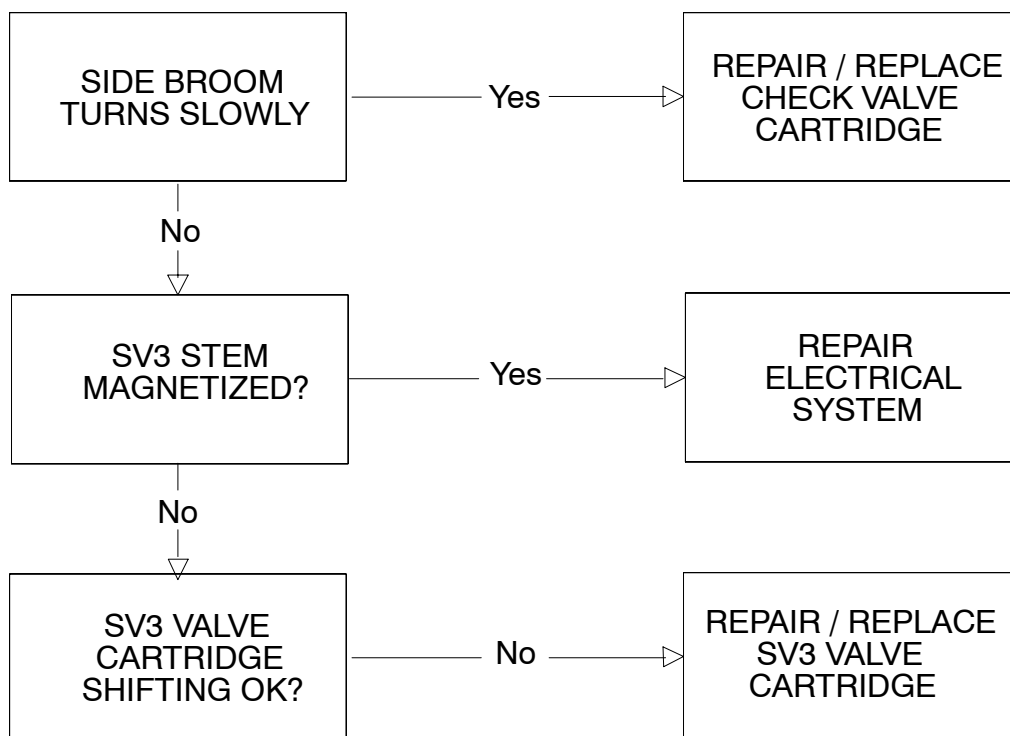 SIDE BROOM
TURNS SLOWLY
Yes
REPAIR / REPLACE
CHECK VALVE
CARTRIDGE
No
SV3 STEM
MAGNETIZED?
Yes
REPAIR
ELECTRICAL
SYSTEM
No
SV3 VALVE
CARTRIDGE
SHIFTING OK?
No
REPAIR / REPLACE
SV3 VALVE
CARTRIDGE